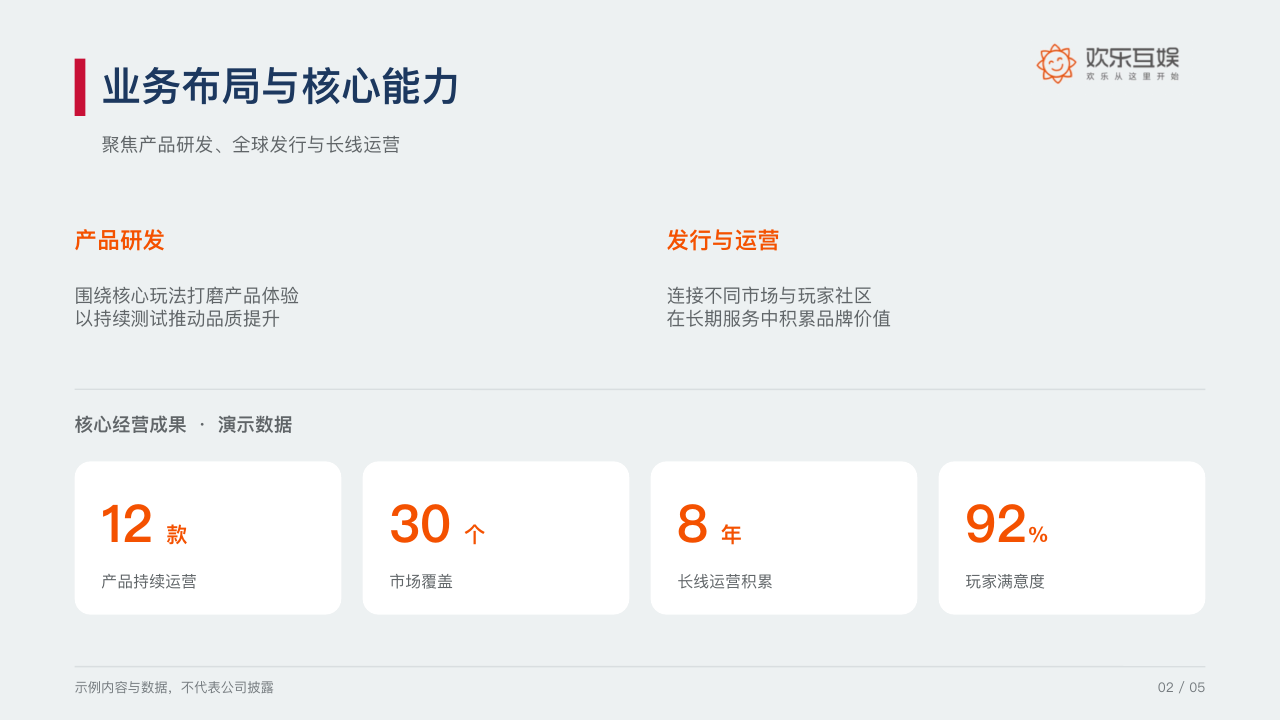 业务布局与核心能力
欢乐互娱
欢乐从这里开始
聚焦产品研发、全球发行与长线运营
产品研发
围绕核心玩法打磨产品体验
以持续测试推动品质提升
发行与运营
连接不同市场与玩家社区
在长期服务中积累品牌价值
核心经营成果 · 演示数据
12 款
产品持续运营
30 个
市场覆盖
8 年
长线运营积累
92%
玩家满意度
示例内容与数据，不代表公司披露
02 / 05